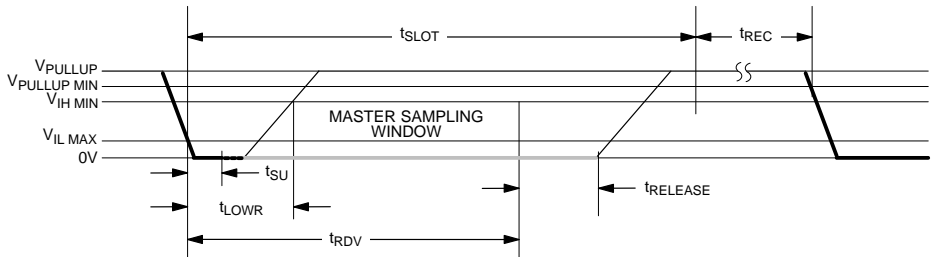 tSLOT
tREC
VPULLUP
VPULLUP MIN
VIH MIN
MASTER SAMPLING
WINDOW
VIL MAX
0V
tSU
tRELEASE
tLOWR
tRDV